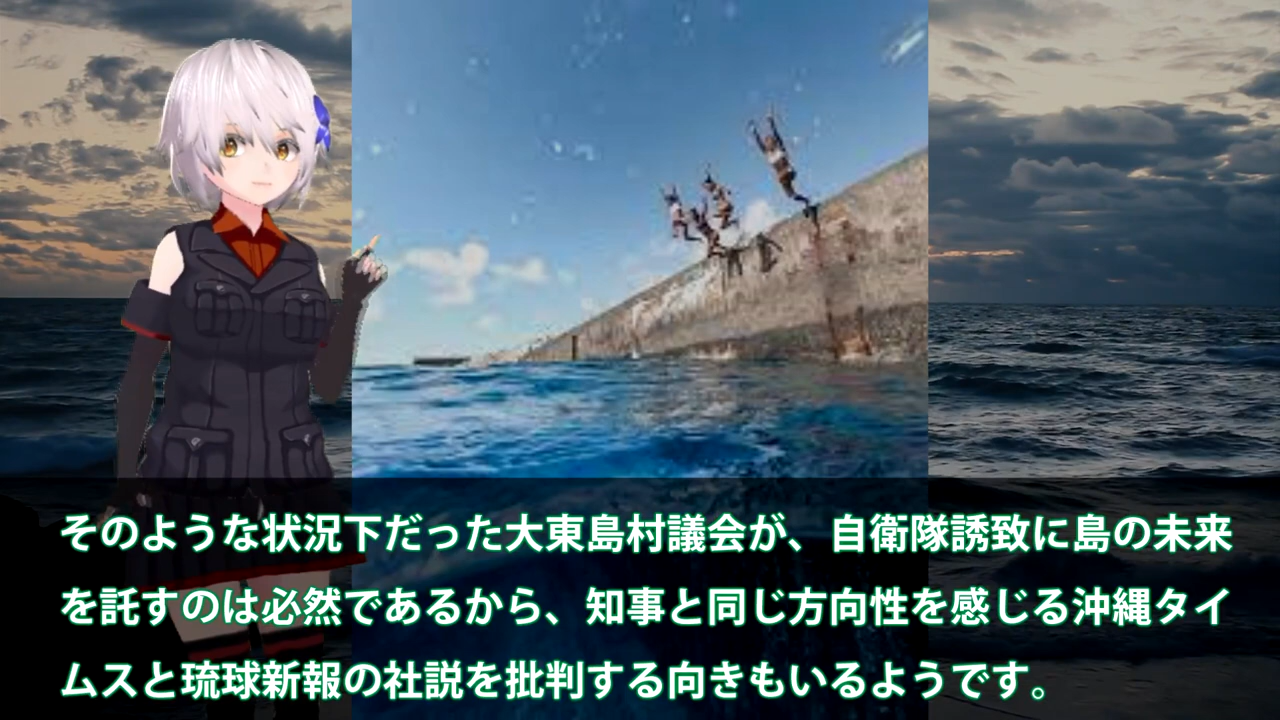 そのような状況下だった大東島村議会が、自衛隊誘致に島の未来
を託すのは必然であるから、知事と同じ方向性を感じる沖縄タイ
ムスと琉球新報の社説を批判する向きもいるようです。